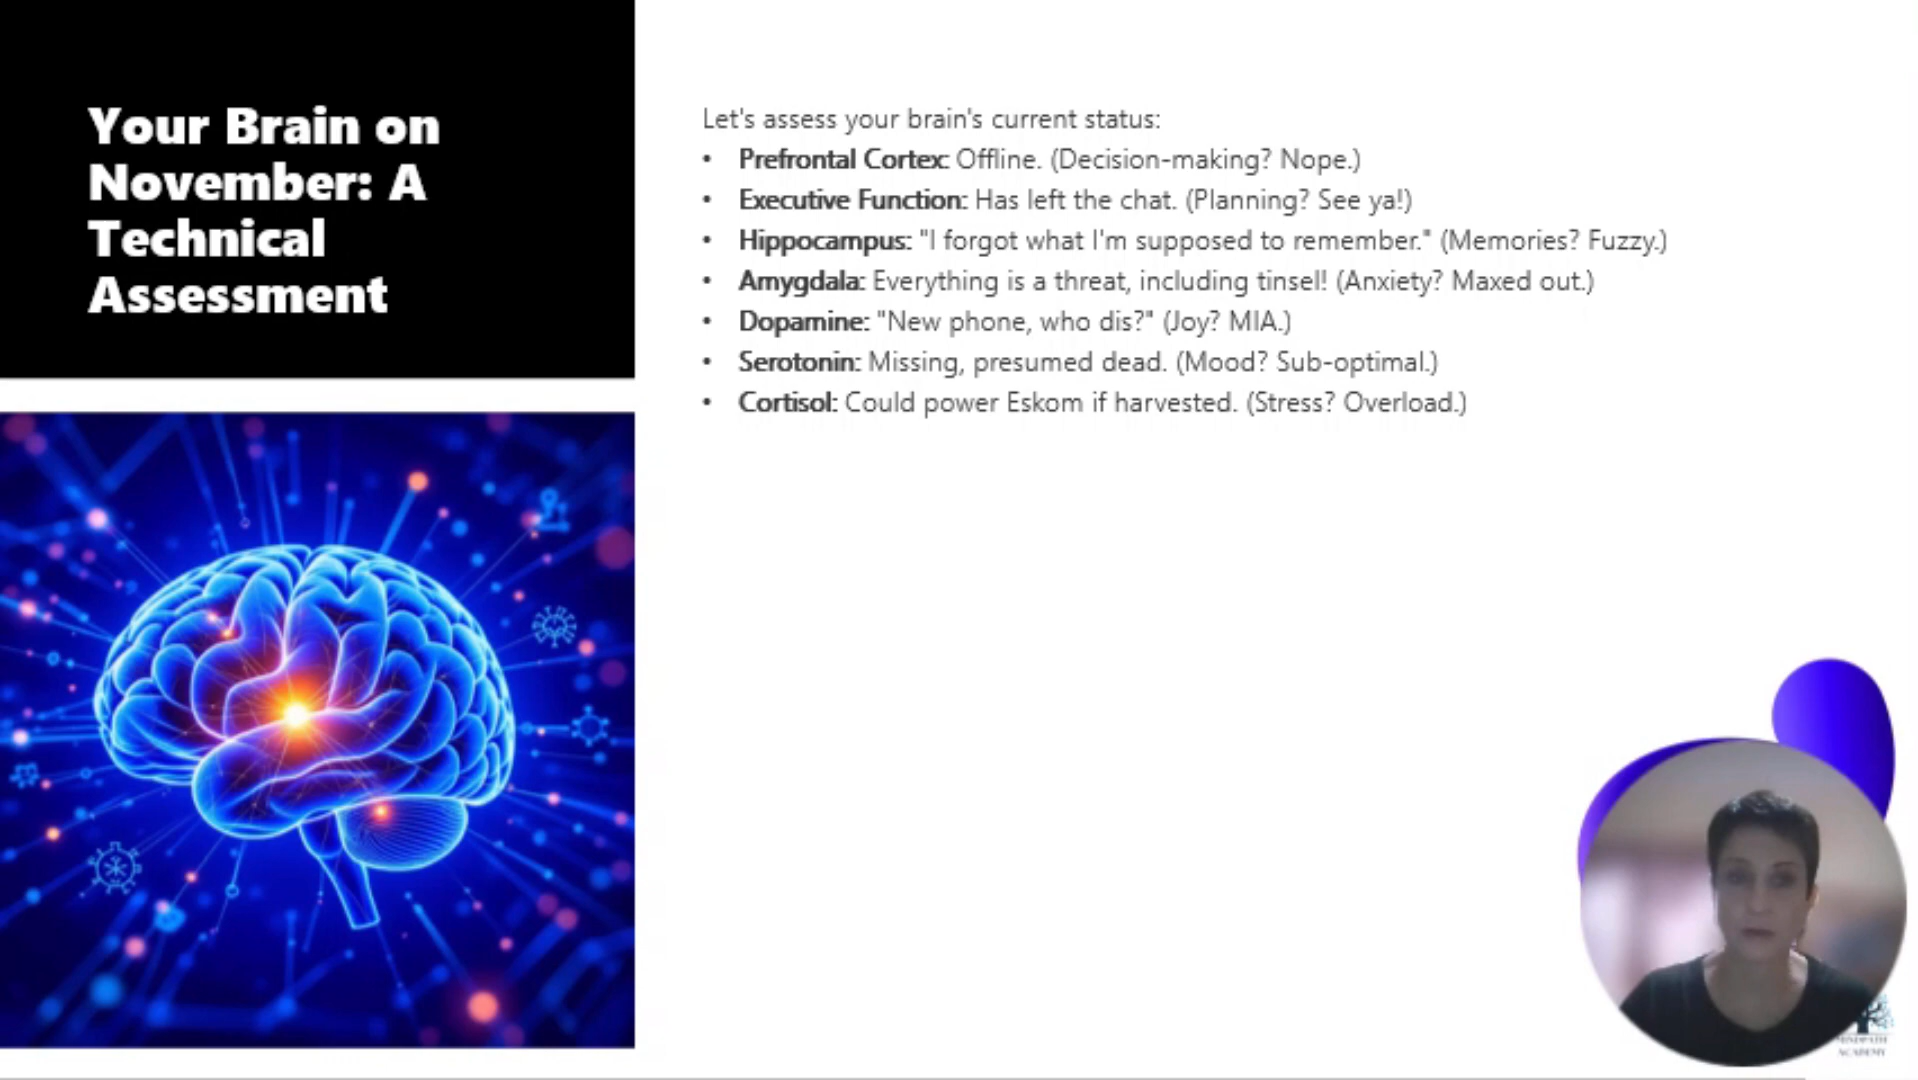 Your Brain on
November: A
Technical
Assessment
Let's assess your brain's current status:
• Prefrontal Cortex: Offline. (Decision-making? Nope.)
• Executive Function: Has left the chat. (Planning? See ya!)
• Hippocampus: "I forgot what I'm supposed to remember." (Memories? Fuzzy.)
• Amygdala: Everything is a threat, including tinsel! (Anxiety? Maxed out.)
• Dopamine: "New phone, who dis?" (Joy? MIA.)
• Serotonin: Missing, presumed dead. (Mood? Sub-optimal.)
• Cortisol: Could power Eskom if harvested. (Stress? Overload.)
MINDPATH
ACADEMY